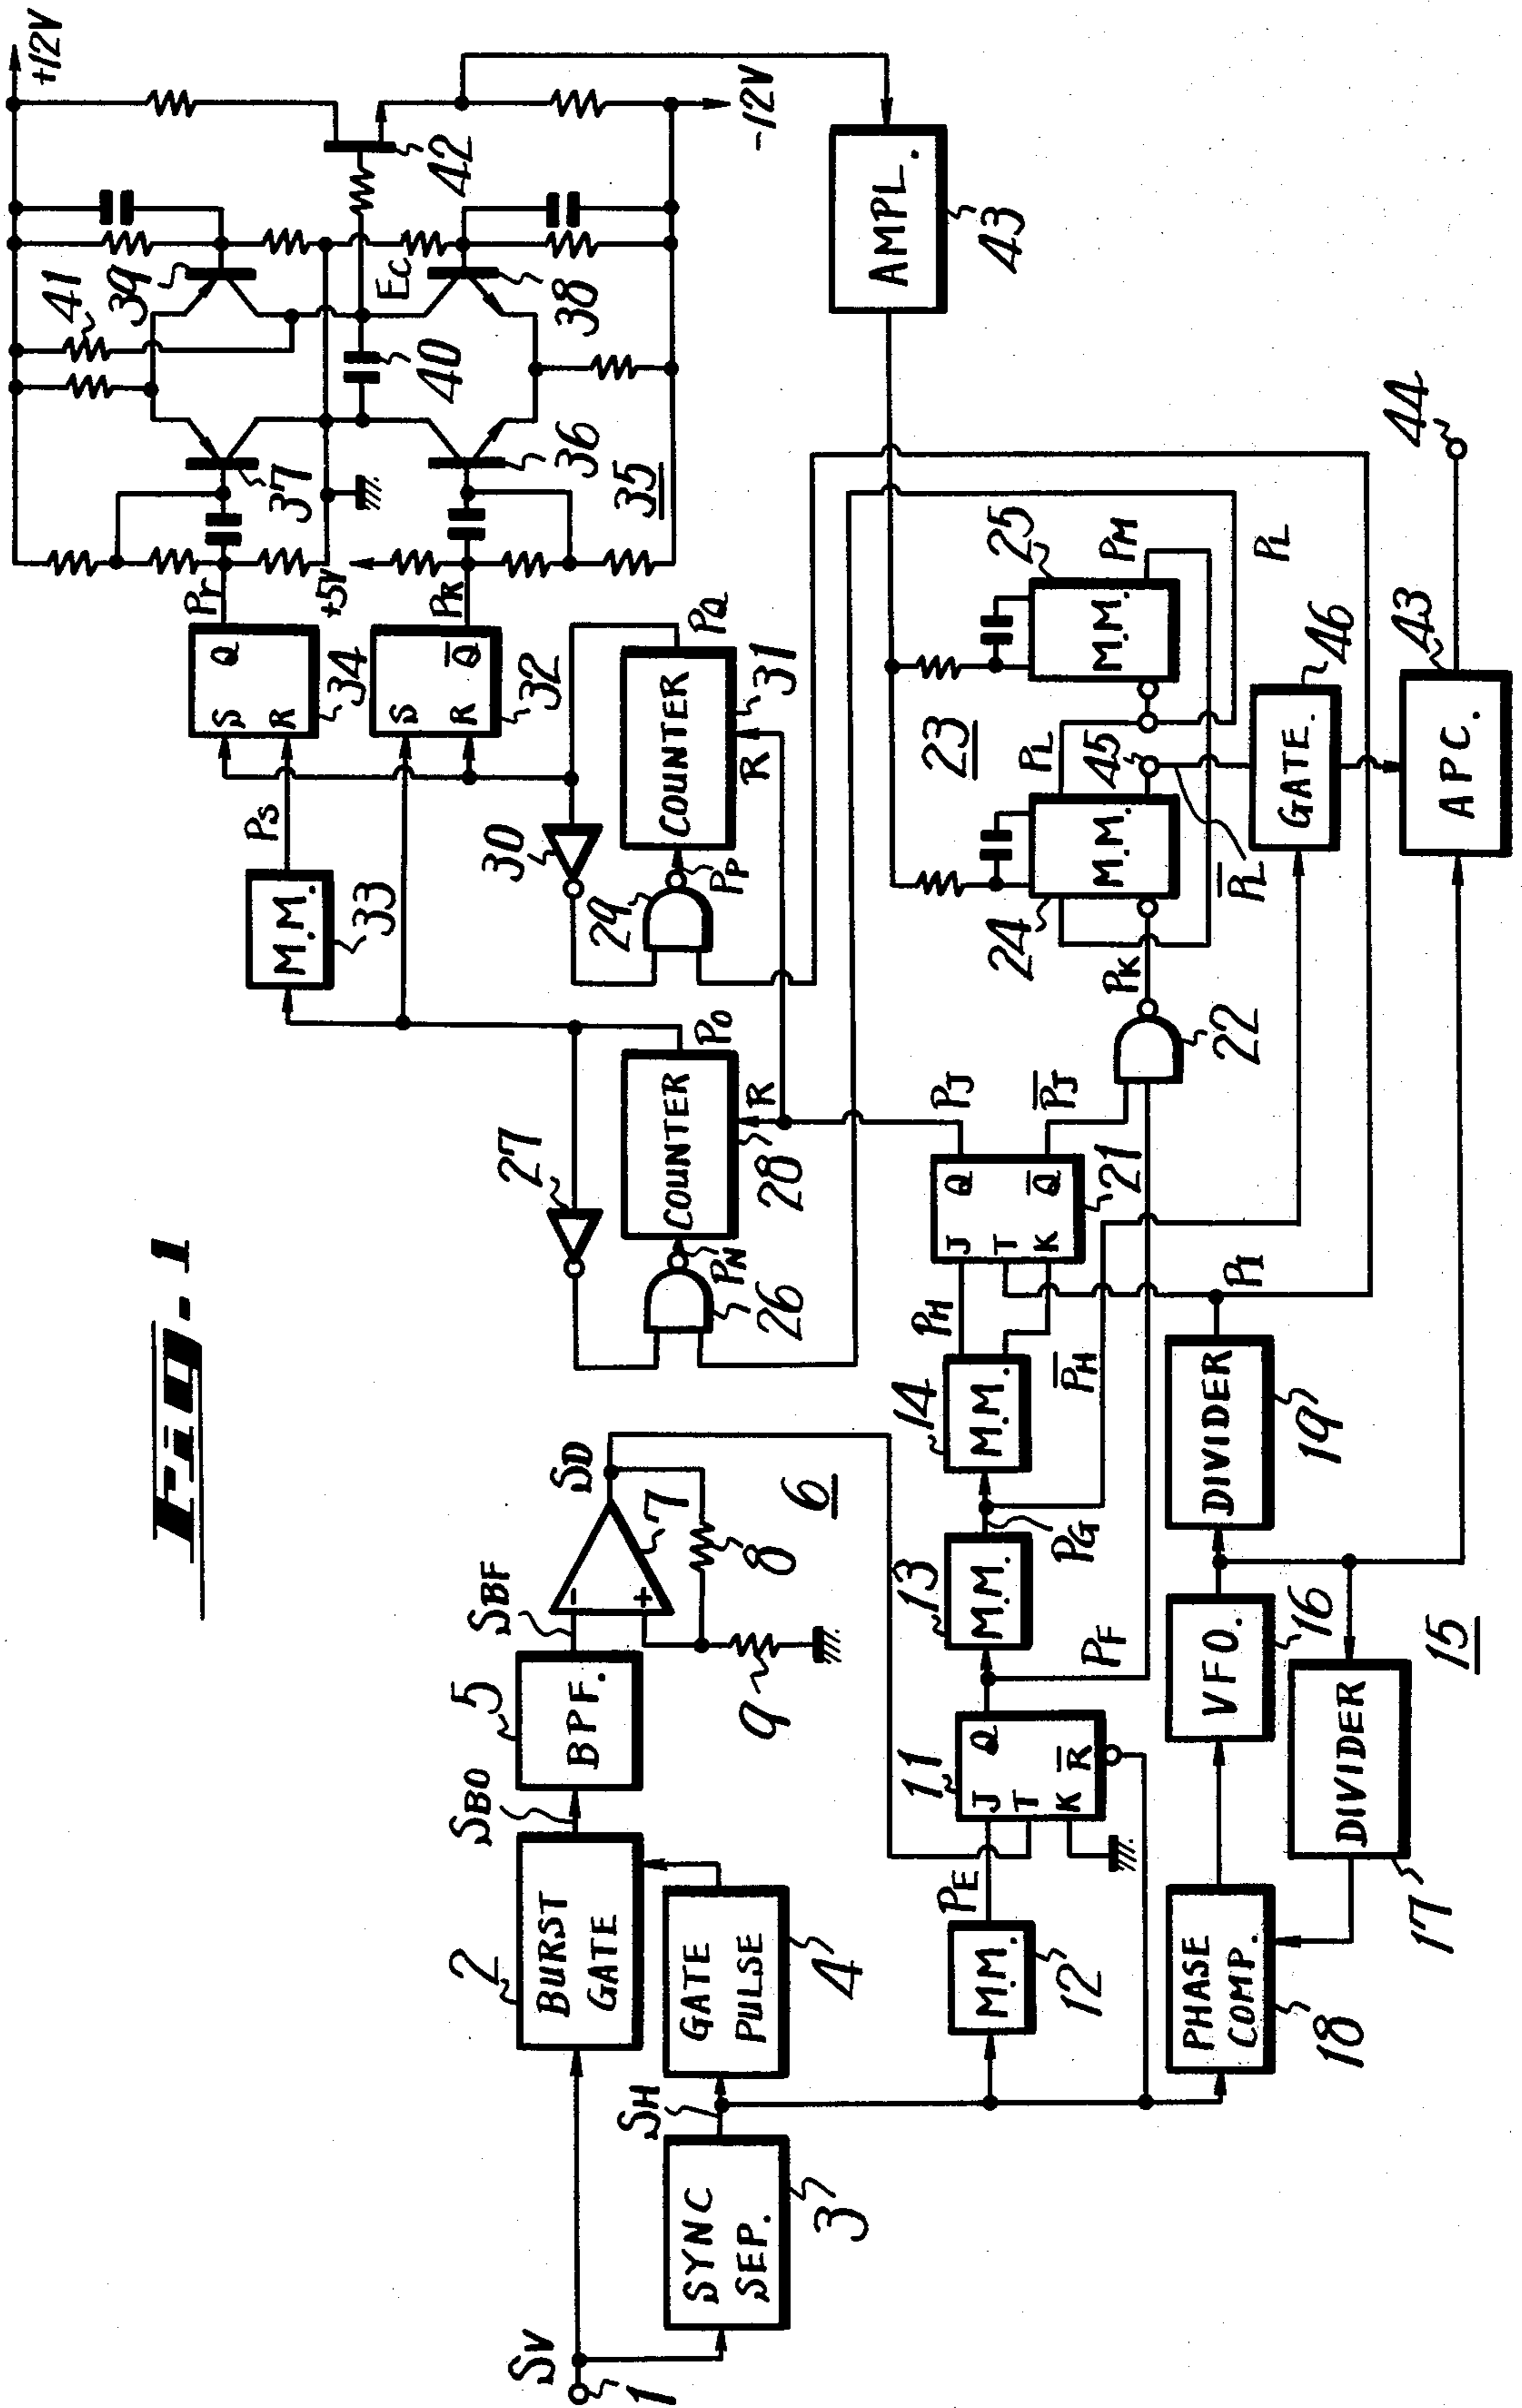 Fig. 1
SV
1
SYNC
SEP.
3
SH
2
BURST
GATE
GATE
PULSE
4
SBO
5
BPF.
SBF
-
+
7
8
9
SD
6
M.M.
12
PE
11
J
T
K
Q
R̅
PF
13
M.M.
PG
14
M.M.
PH
P̅H
PHASE
COMP.
18
VFO.
16
DIVIDER
17
15
DIVIDER
19
PI
J
T
K
Q
Q̅
21
PJ
P̅J
22
PK
26
PN
27
COUNTER
28
R
PO
29
PP
30
COUNTER
31
R
PQ
M.M.
33
PS
S
R
Q
34
S
R
Q̅
32
Pr
PR
+5V
35
36
37
38
39
40
41
42
EC
+12V
-12V
AMPL.
43
23
24
M.M.
PL
45
P̅L
25
M.M.
PM
PL
GATE.
46
APC.
43
44